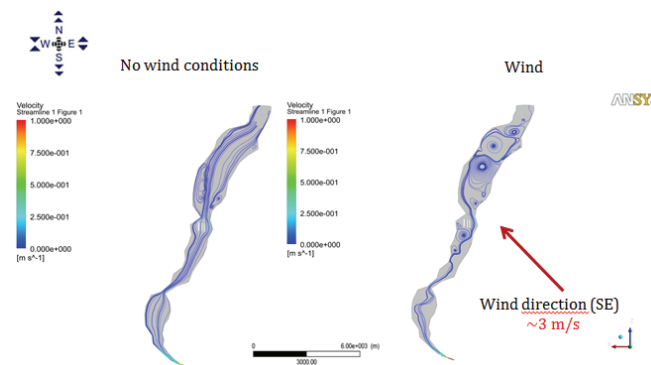 N
W E
S
No wind conditions
Wind
Velocity
Streamline 1 Figure 1
1.000e+000
7.500e-001
5.000e-001
2.500e-001
0.000e+000
[m s^-1]
Velocity
Streamline 1 Figure 1
1.000e+000
7.500e-001
5.000e-001
2.500e-001
0.000e+000
[m s^-1]
ANSY
Wind direction (SE)
~3 m/s
0 6.00e+003 (m)
3000.00